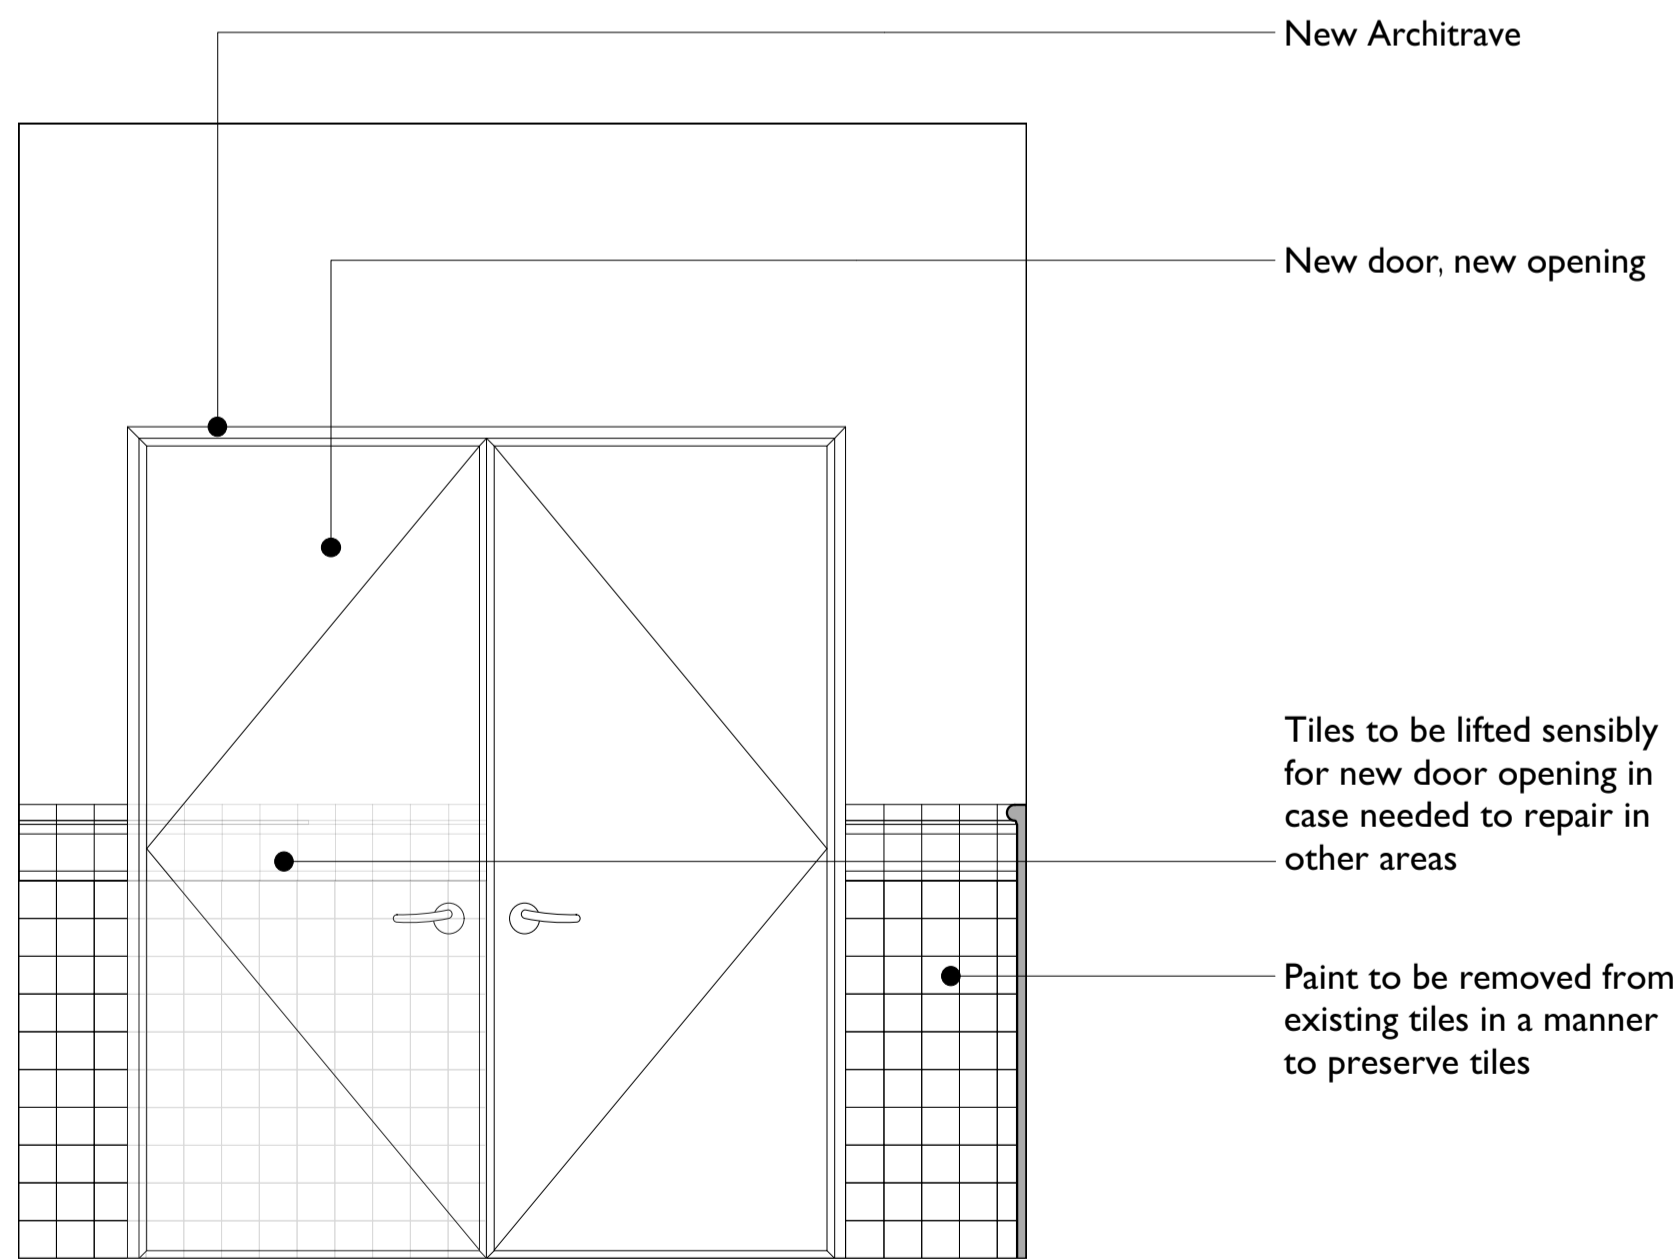 New Architrave
New door, new opening
Tiles to be lifted sensibly
for new door opening in
case needed to repair in
other areas
Paint to be removed from
existing tiles in a manner
to preserve tiles